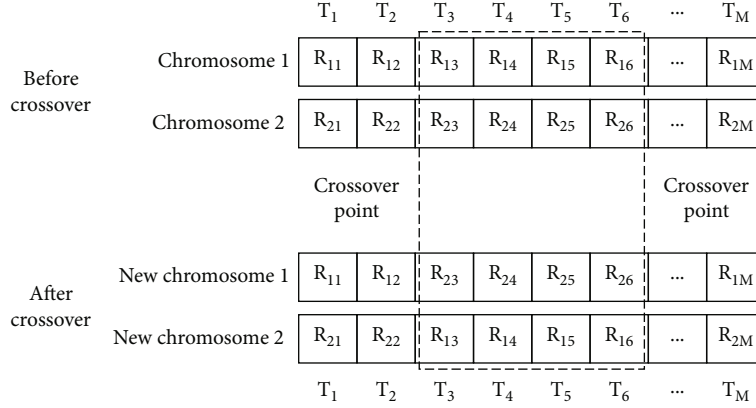 T₁ T₂ T₃ T₄ T₅ T₆ ... T_M
Before crossover
Chromosome 1 R₁₁ R₁₂ R₁₃ R₁₄ R₁₅ R₁₆ ... R₁M
Chromosome 2 R₂₁ R₂₂ R₂₃ R₂₄ R₂₅ R₂₆ ... R₂M
Crossover point
Crossover point
After crossover
New chromosome 1 R₁₁ R₁₂ R₂₃ R₂₄ R₂₅ R₂₆ ... R₁M
New chromosome 2 R₂₁ R₂₂ R₁₃ R₁₄ R₁₅ R₁₆ ... R₂M
T₁ T₂ T₃ T₄ T₅ T₆ ... T_M